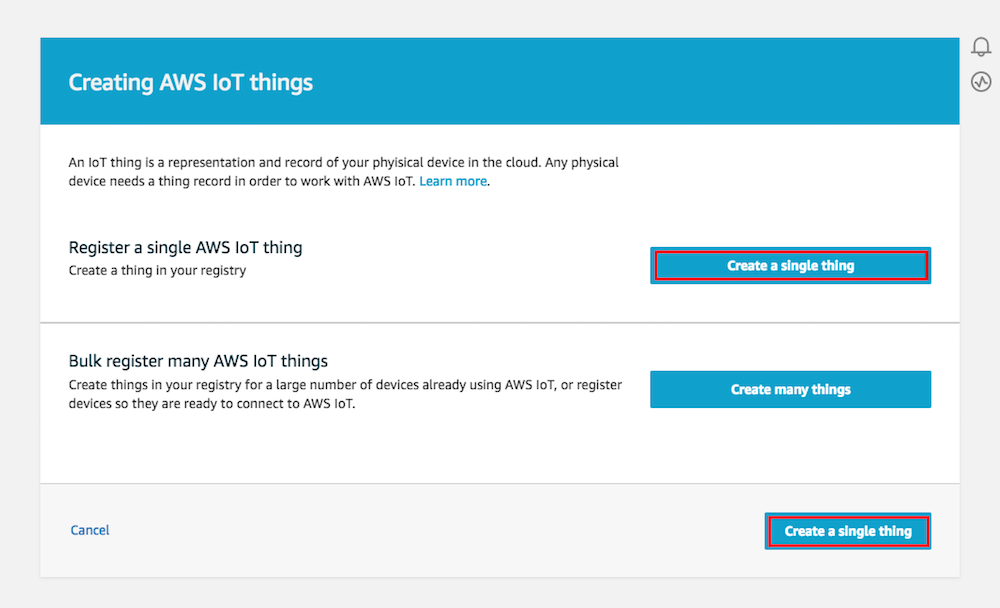 Creating AWS IoT things
An IoT thing is a representation and record of your phyisical device in the cloud. Any physical
device needs a thing record in order to work with AWS IoT. Learn more.
Register a single AWS IoT thing
Create a thing in your registry
Create a single thing
Bulk register many AWS IoT things
Create things in your registry for a large number of devices already using AWS IoT, or register
devices so they are ready to connect to AWS IoT.
Create many things
Cancel
Create a single thing